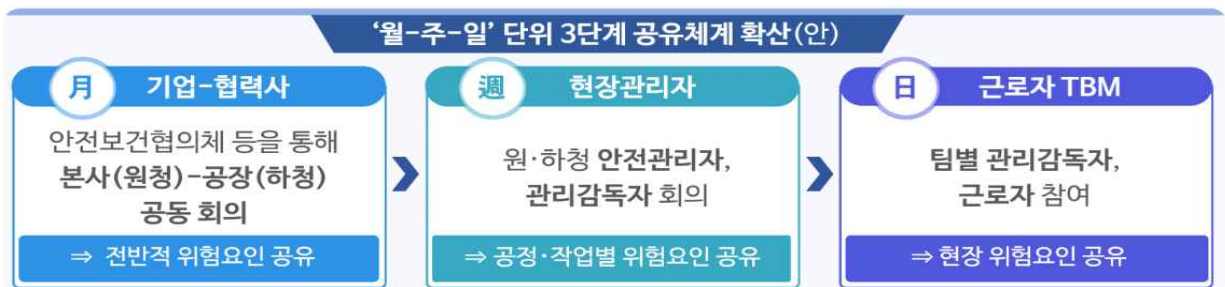 ‘월-주-일’ 단위 3단계 공유체계 확산(안)
月 기업-협력사
안전보건협의체 등을 통해
본사(원청)-공장(하청)
공동 회의
⇒ 전반적 위험요인 공유
週 현장관리자
원·하청 안전관리자,
관리감독자 회의
⇒ 공정·작업별 위험요인 공유
日 근로자 TBM
팀별 관리감독자,
근로자 참여
⇒ 현장 위험요인 공유